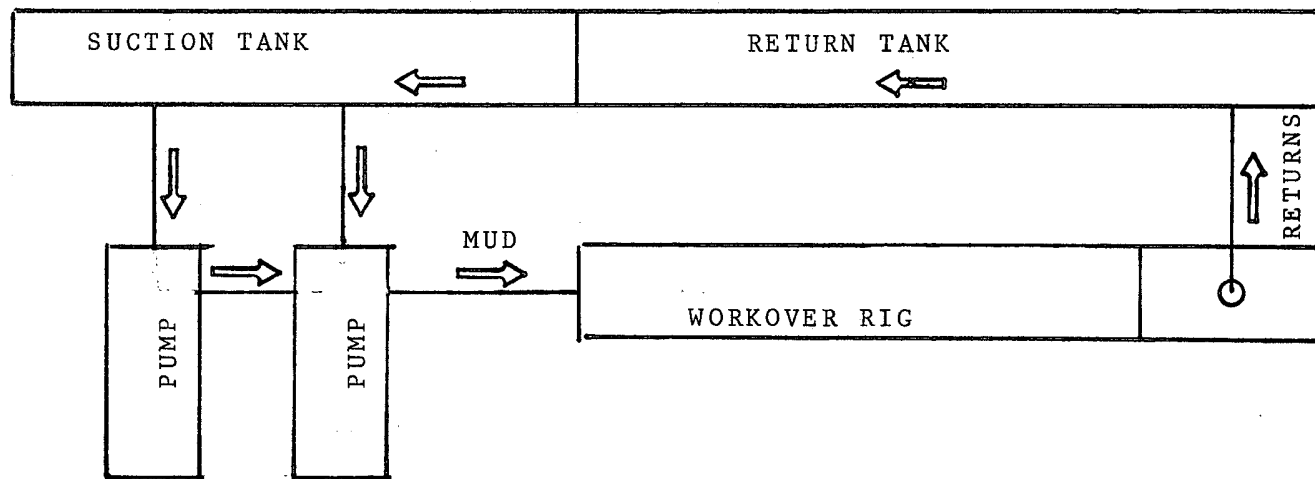 SUCTION TANK
RETURN TANK
RETURNS
MUD
WORKOVER RIG
PUMP
PUMP